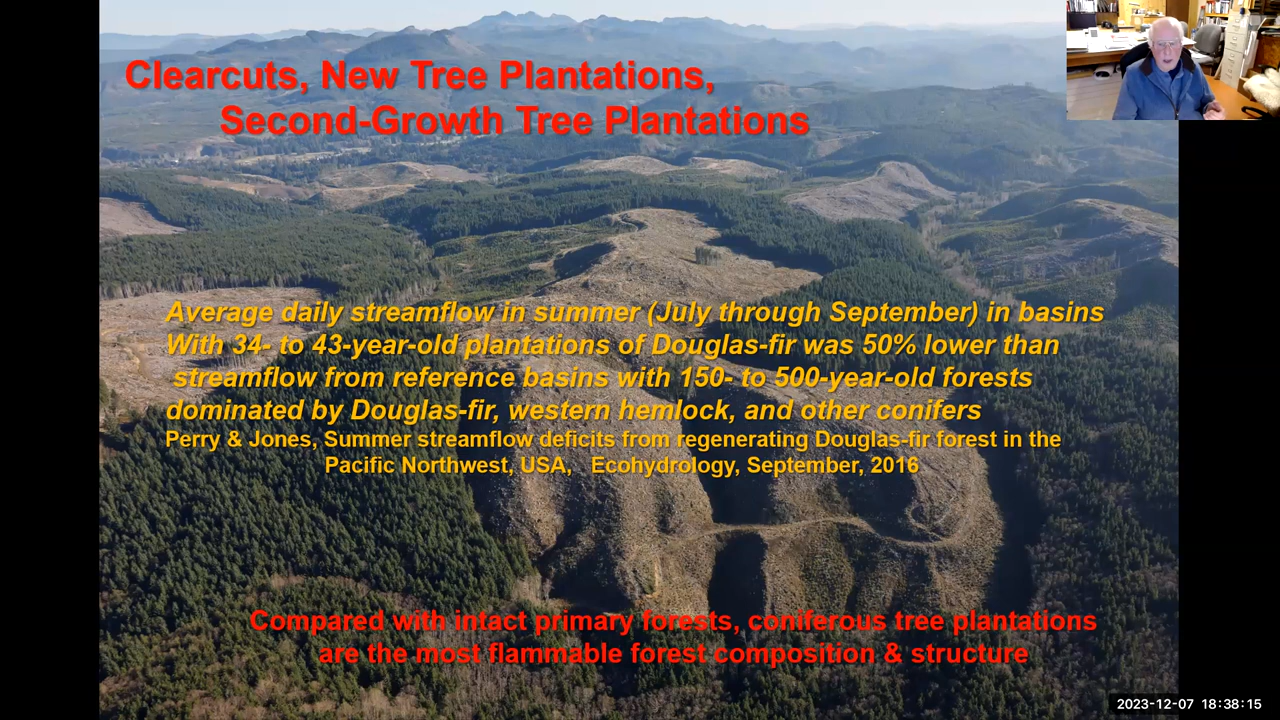 Clearcuts, New Tree Plantations,
Second-Growth Tree Plantations
Average daily streamflow in summer (July through September) in basins
With 34- to 43-year-old plantations of Douglas-fir was 50% lower than
streamflow from reference basins with 150- to 500-year-old forests
dominated by Douglas-fir, western hemlock, and other conifers
Perry & Jones, Summer streamflow deficits from regenerating Douglas-fir forest in the
Pacific Northwest, USA, Ecohydrology, September, 2016
Compared with intact primary forests, coniferous tree plantations
are the most flammable forest composition & structure
2023-12-07 18:38:15